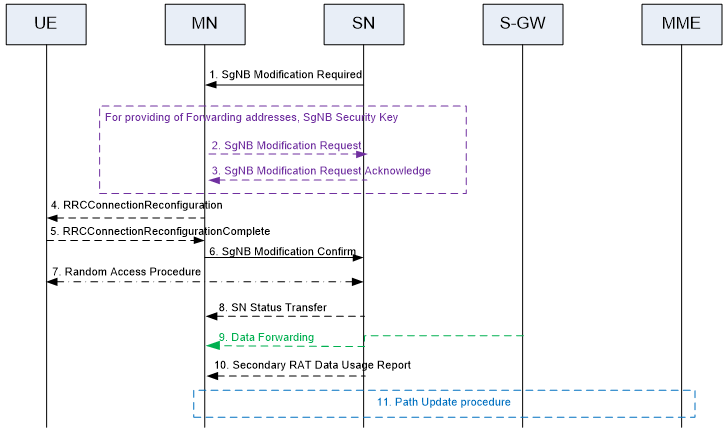 UE
MN
SN
S-GW
MME
1. SgNB Modification Required
For providing of Forwarding addresses, SgNB Security Key
2. SgNB Modification Request
3. SgNB Modification Request Acknowledge
4. RRCConnectionReconfiguration
5. RRCConnectionReconfigurationComplete
6. SgNB Modification Confirm
7. Random Access Procedure
8. SN Status Transfer
9. Data Forwarding
10. Secondary RAT Data Usage Report
11. Path Update procedure